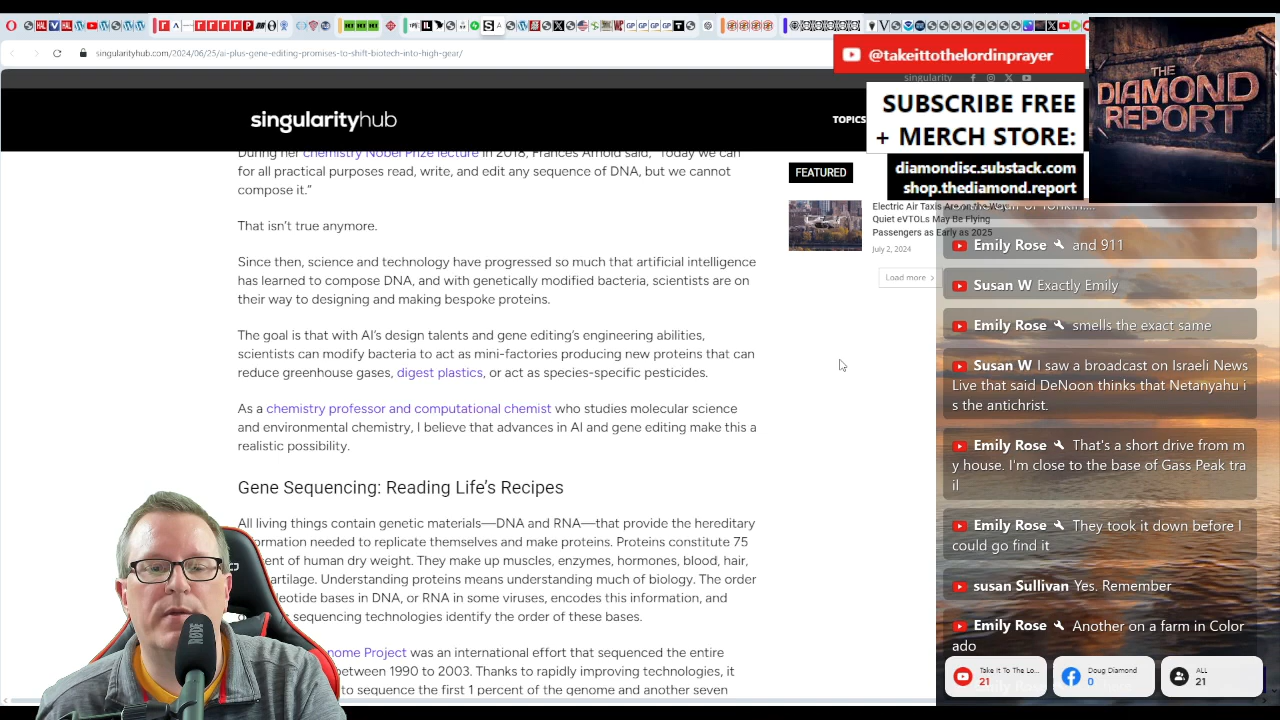 singularityhub.com/2024/06/25/ai-plus-gene-editing-promises-to-shift-biotech-into-high-gear/
@takeittothelordinprayer
THE
DIAMOND
REPORT
singularity
SUBSCRIBE FREE
+ MERCH STORE:
diamondisc.substack.com
shop.thediamond.report
singularityhub
TOPICS
During her chemistry Nobel Prize lecture in 2018, Frances Arnold said, “Today we can
for all practical purposes read, write, and edit any sequence of DNA, but we cannot
compose it.”
That isn’t true anymore.
Since then, science and technology have progressed so much that artificial intelligence
has learned to compose DNA, and with genetically modified bacteria, scientists are on
their way to designing and making bespoke proteins.
The goal is that with AI’s design talents and gene editing’s engineering abilities,
scientists can modify bacteria to act as mini-factories producing new proteins that can
reduce greenhouse gases, digest plastics, or act as species-specific pesticides.
As a chemistry professor and computational chemist who studies molecular science
and environmental chemistry, I believe that advances in AI and gene editing make this a
realistic possibility.
Gene Sequencing: Reading Life’s Recipes
All living things contain genetic materials—DNA and RNA—that provide the hereditary
information needed to replicate themselves and make proteins. Proteins constitute 75
of human dry weight. They make up muscles, enzymes, hormones, blood, hair,
artilage. Understanding proteins means understanding much of biology. The order
bases in DNA, or RNA in some viruses, encodes this information, and
sequencing technologies identify the order of these bases.
nome Project was an international effort that sequenced the entire
between 1990 to 2003. Thanks to rapidly improving technologies, it
to sequence the first 1 percent of the genome and another seven
FEATURED
Electric Air Taxis Are on the Way
Quiet eVTOLs May Be Flying
Passengers as Early as 2025
July 2, 2024
Load more
Emily Rose and 911
Susan W Exactly Emily
Emily Rose smells the exact same
Susan W I saw a broadcast on Israeli News
Live that said DeNoon thinks that Netanyahu i
s the antichrist.
Emily Rose That's a short drive from m
y house. I'm close to the base of Gass Peak tra
il
Emily Rose They took it down before I
could go find it
susan Sullivan Yes. Remember
Emily Rose Another on a farm in Color
ado
Take It To The Lo...
21
Doug Diamond
0
ALL
21